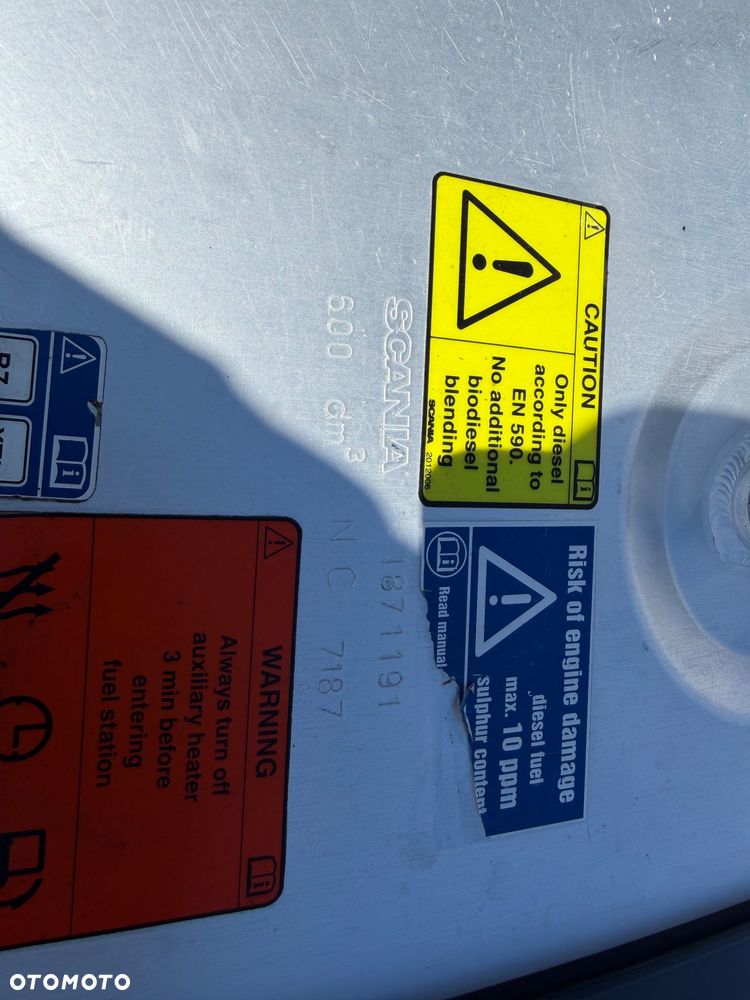 CAUTION
Only diesel
according to
EN 590.
No additional
biodiesel
blending
SCANIA 2012006
Risk of engine damage
diesel fuel
max. 10 ppm
sulphur content
Read manual
SCANIA 1871191
600 dm³ NC 7187
WARNING
Always turn off
auxiliary heater
3 min before
entering
fuel station
OTOMOTO